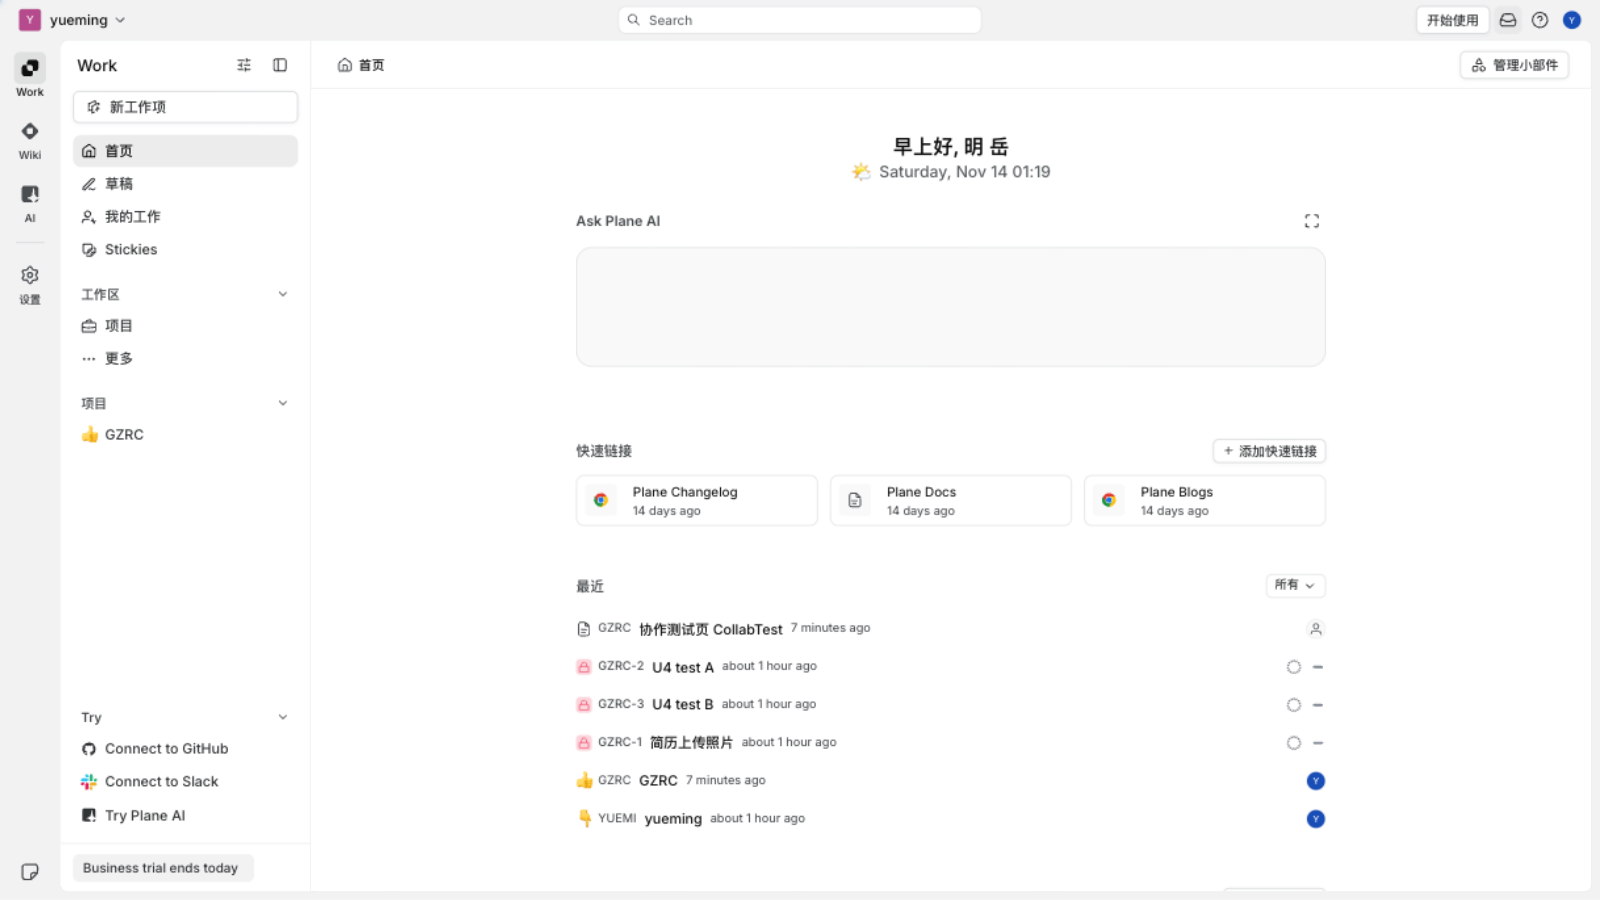 Y yueming
Search
开始使用
Y
Work
Wiki
AI
设置
Work
新工作项
首页
草稿
我的工作
Stickies
工作区
项目
更多
项目
GZRC
Try
Connect to GitHub
Connect to Slack
Try Plane AI
Business trial ends today
首页
管理小部件
早上好, 明 岳
Saturday, Nov 14 01:19
Ask Plane AI
快速链接
添加快速链接
Plane Changelog
14 days ago
Plane Docs
14 days ago
Plane Blogs
14 days ago
最近
所有
GZRC 协作测试页 CollabTest 7 minutes ago
GZRC-2 U4 test A about 1 hour ago
GZRC-3 U4 test B about 1 hour ago
GZRC-1 简历上传照片 about 1 hour ago
GZRC GZRC 7 minutes ago Y
YUEMI yueming about 1 hour ago Y